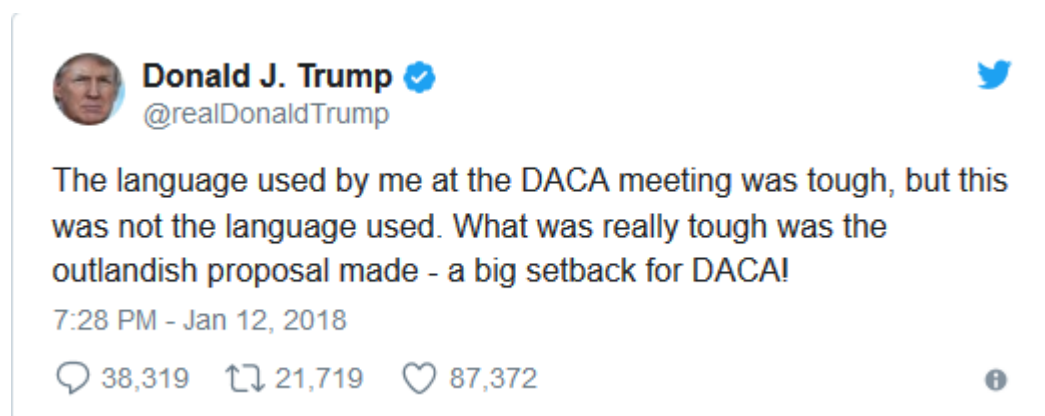 Donald J. Trump
@realDonaldTrump
The language used by me at the DACA meeting was tough, but this
was not the language used. What was really tough was the
outlandish proposal made - a big setback for DACA!
7:28 PM - Jan 12, 2018
38,319 21,719 87,372